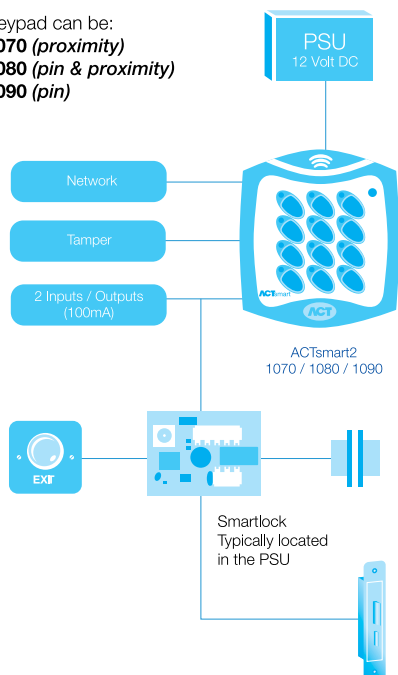 eypad can be:
070 (proximity)
080 (pin & proximity)
090 (pin)
PSU
12 Volt DC
Network
Tamper
2 Inputs / Outputs
(100mA)
ACTsmart
ACT
ACTsmart2
1070 / 1080 / 1090
EXIT
Smartlock
Typically located
in the PSU